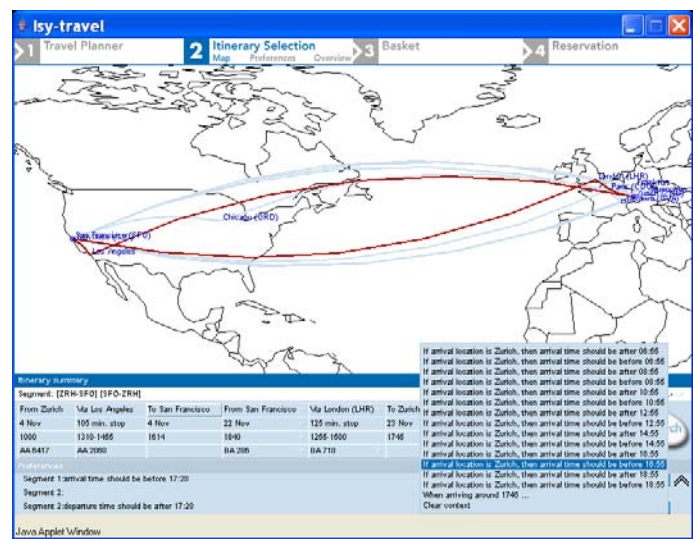 Isy-travel
1 Travel Planner
2 Itinerary Selection
Map Preferences Overview
3 Basket
4 Reservation
London (LHR)
Paris
Chicago (ORD)
San Francisco (SFO)
Los Angeles
Itinerary summary
Segment: [ZRH-SFO] [SFO-ZRH]
From Zurich Via Los Angeles To San Francisco From San Francisco Via London (LHR) To Zurich
4 Nov 105 min. stop 4 Nov 22 Nov 125 min. stop 23 Nov
1000 1310-1455 1614 1840 1255-1500 1745
AA 6417 AA 2060 BA 286 BA 710
Preferences
Segment 1:arrival time should be before 17:20
Segment 2:
Segment 2:departure time should be after 17:20
If arrival location is Zurich, then arrival time should be after 06:55
If arrival location is Zurich, then arrival time should be before 06:55
If arrival location is Zurich, then arrival time should be after 08:55
If arrival location is Zurich, then arrival time should be before 08:55
If arrival location is Zurich, then arrival time should be after 10:55
If arrival location is Zurich, then arrival time should be before 10:55
If arrival location is Zurich, then arrival time should be after 12:55
If arrival location is Zurich, then arrival time should be before 12:55
If arrival location is Zurich, then arrival time should be after 14:55
If arrival location is Zurich, then arrival time should be before 14:55
If arrival location is Zurich, then arrival time should be after 16:55
If arrival location is Zurich, then arrival time should be before 16:55
If arrival location is Zurich, then arrival time should be after 18:55
If arrival location is Zurich, then arrival time should be before 18:55
When arriving around 1745 ...
Clear context
Java Applet Window